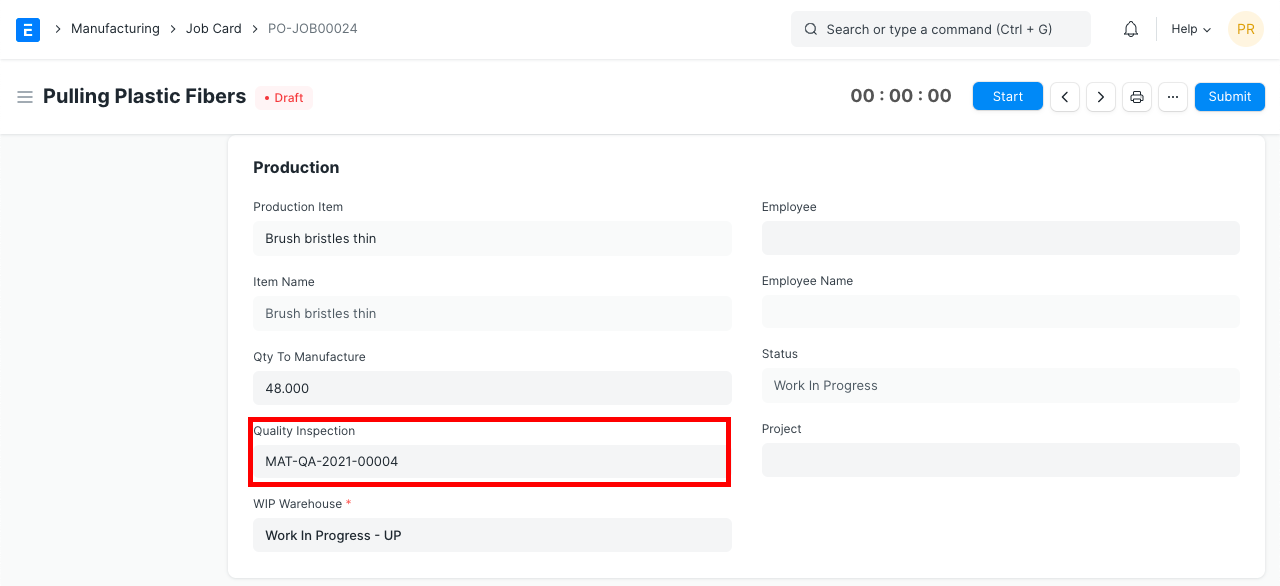 Manufacturing Job Card PO-JOB00024
Search or type a command (Ctrl + G)
Help
PR
Pulling Plastic Fibers
• Draft
00 : 00 : 00
Start
...
Submit
Production
Production Item
Brush bristles thin
Item Name
Brush bristles thin
Qty To Manufacture
48.000
Quality Inspection
MAT-QA-2021-00004
WIP Warehouse *
Work In Progress - UP
Employee
Employee Name
Status
Work In Progress
Project